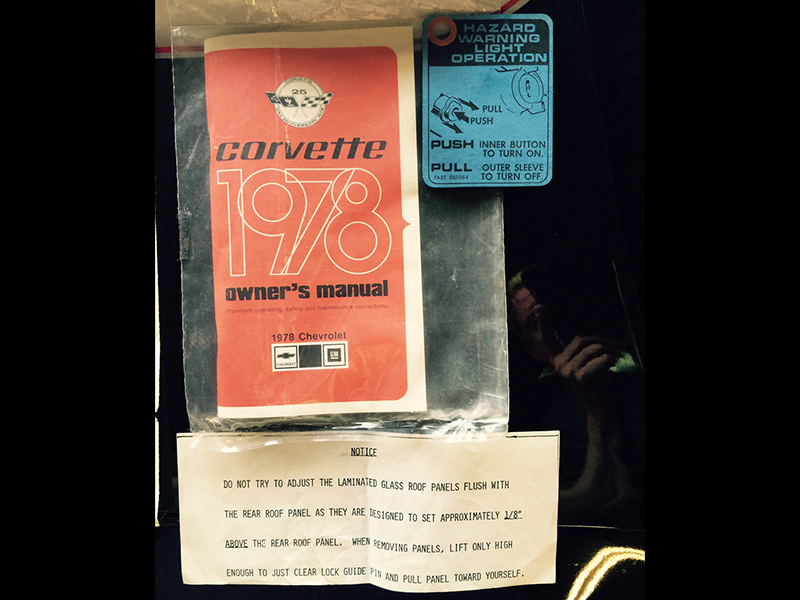 25
corvette
1978
owner's manual
Important operating, safety and maintenance instructions.
1978 Chevrolet
CHEVROLET
GM
HAZARD
WARNING
LIGHT
OPERATION
PULL
PUSH
PUSH INNER BUTTON
TO TURN ON.
PULL OUTER SLEEVE
TO TURN OFF.
PART 561084
NOTICE
DO NOT TRY TO ADJUST THE LAMINATED GLASS ROOF PANELS FLUSH WITH
THE REAR ROOF PANEL AS THEY ARE DESIGNED TO SET APPROXIMATELY 1/8"
ABOVE THE REAR ROOF PANEL. WHEN REMOVING PANELS, LIFT ONLY HIGH
ENOUGH TO JUST CLEAR LOCK GUIDE PIN AND PULL PANEL TOWARD YOURSELF.